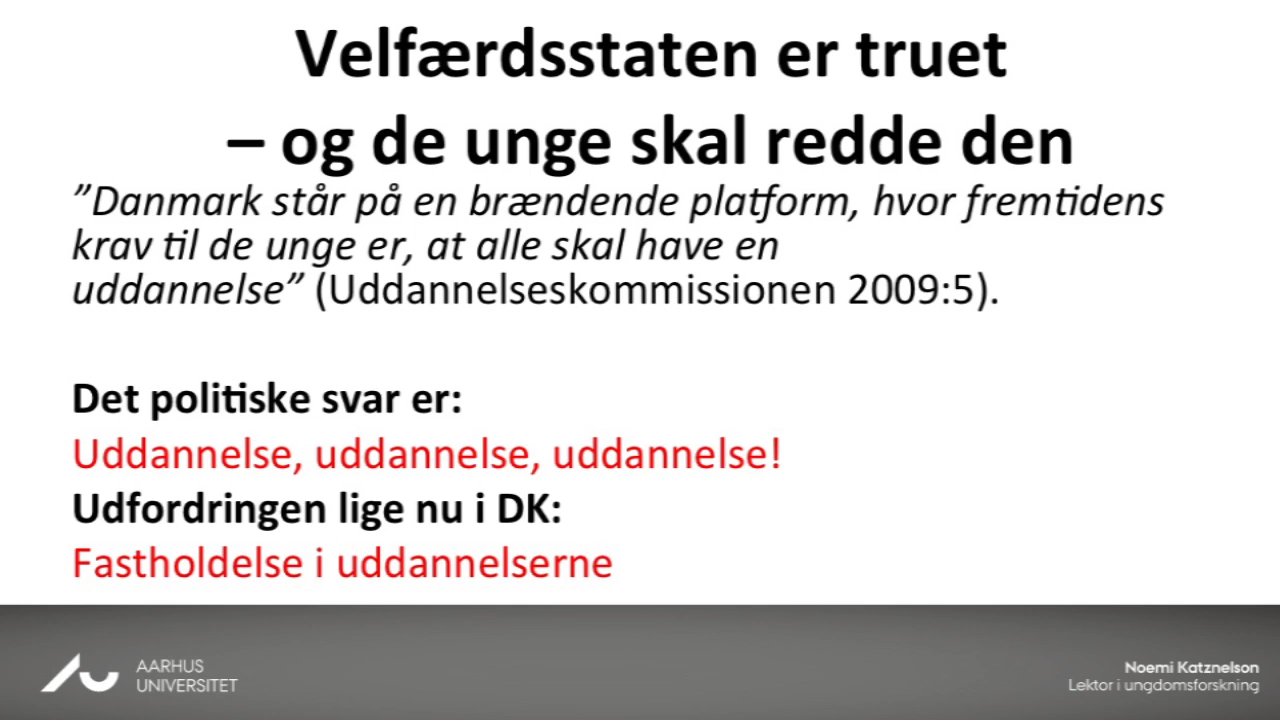 Velfærdsstaten er truet
– og de unge skal redde den
”Danmark står på en brændende platform, hvor fremtidens
krav til de unge er, at alle skal have en
uddannelse” (Uddannelseskommissionen 2009:5).
Det politiske svar er:
Uddannelse, uddannelse, uddannelse!
Udfordringen lige nu i DK:
Fastholdelse i uddannelserne
AARHUS
UNIVERSITET
Noemi Katznelson
Lektor i ungdomsforskning